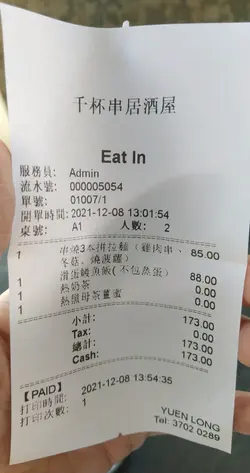 千杯串居酒屋
Eat In
服務員: Admin
流水號: 000005054
單號: 01007/1
開單時間: 2021-12-08 13:01:54
桌號: A1 人數: 2
1 串燒3本拼拉麵（雞肉串、 85.00
冬菇、燒菠蘿）
1 滑蛋鰻魚飯(不包蒸蛋) 88.00
1 熱奶茶 0.00
1 熱黑母茶薑蜜 0.00
小計: 173.00
Tax: 0.00
總計: 173.00
Cash: 173.00
【PAID】
打印時間: 2021-12-08 13:54:35
打印次數: 1
YUEN LONG
Tel: 3702 0289